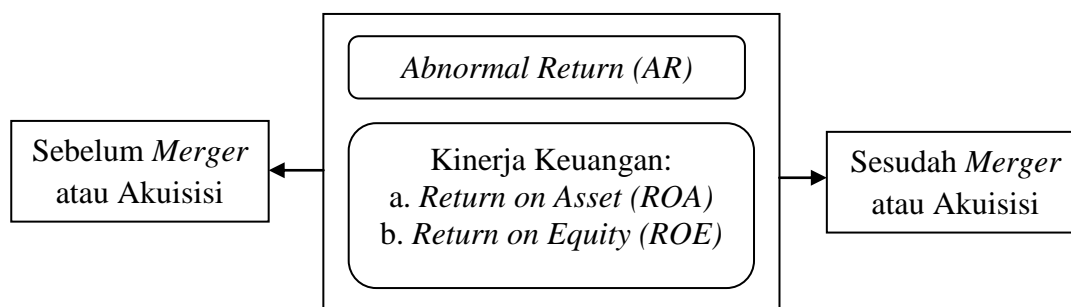 Abnormal Return (AR)
Sebelum Merger
atau Akuisisi
Kinerja Keuangan:
a. Return on Asset (ROA)
b. Return on Equity (ROE)
Sesudah Merger
atau Akuisisi